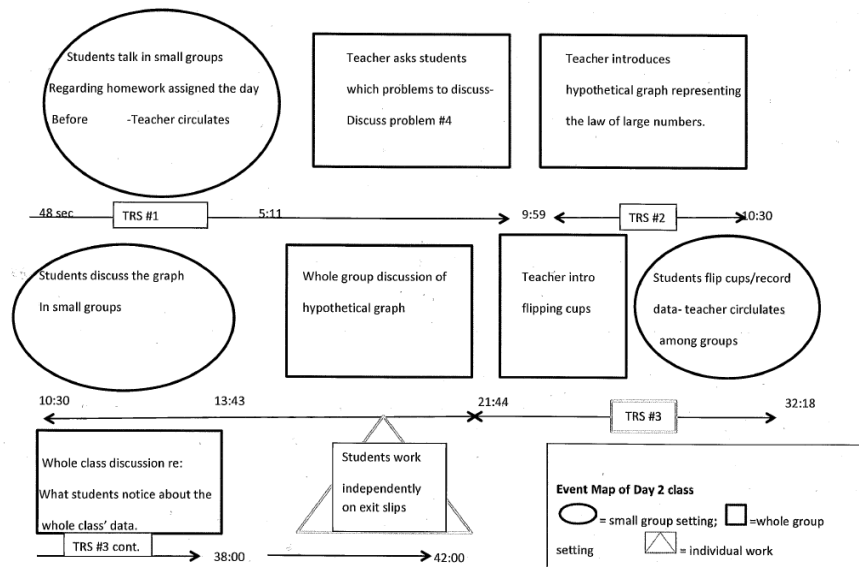 Students talk in small groups
Regarding homework assigned the day
Before -Teacher circulates
Teacher asks students
which problems to discuss-
Discuss problem #4
Teacher introduces
hypothetical graph representing
the law of large numbers.
48 sec
TRS #1
5:11
9:59
TRS #2
10:30
Students discuss the graph
In small groups
Whole group discussion of
hypothetical graph
Teacher intro
flipping cups
Students flip cups/record
data- teacher circlulates
among groups
10:30
13:43
21:44
TRS #3
32:18
Whole class discussion re:
What students notice about the
whole class' data.
TRS #3 cont.
38:00
Students work
independently
on exit slips
42:00
Event Map of Day 2 class
= small group setting; =whole group
setting = individual work